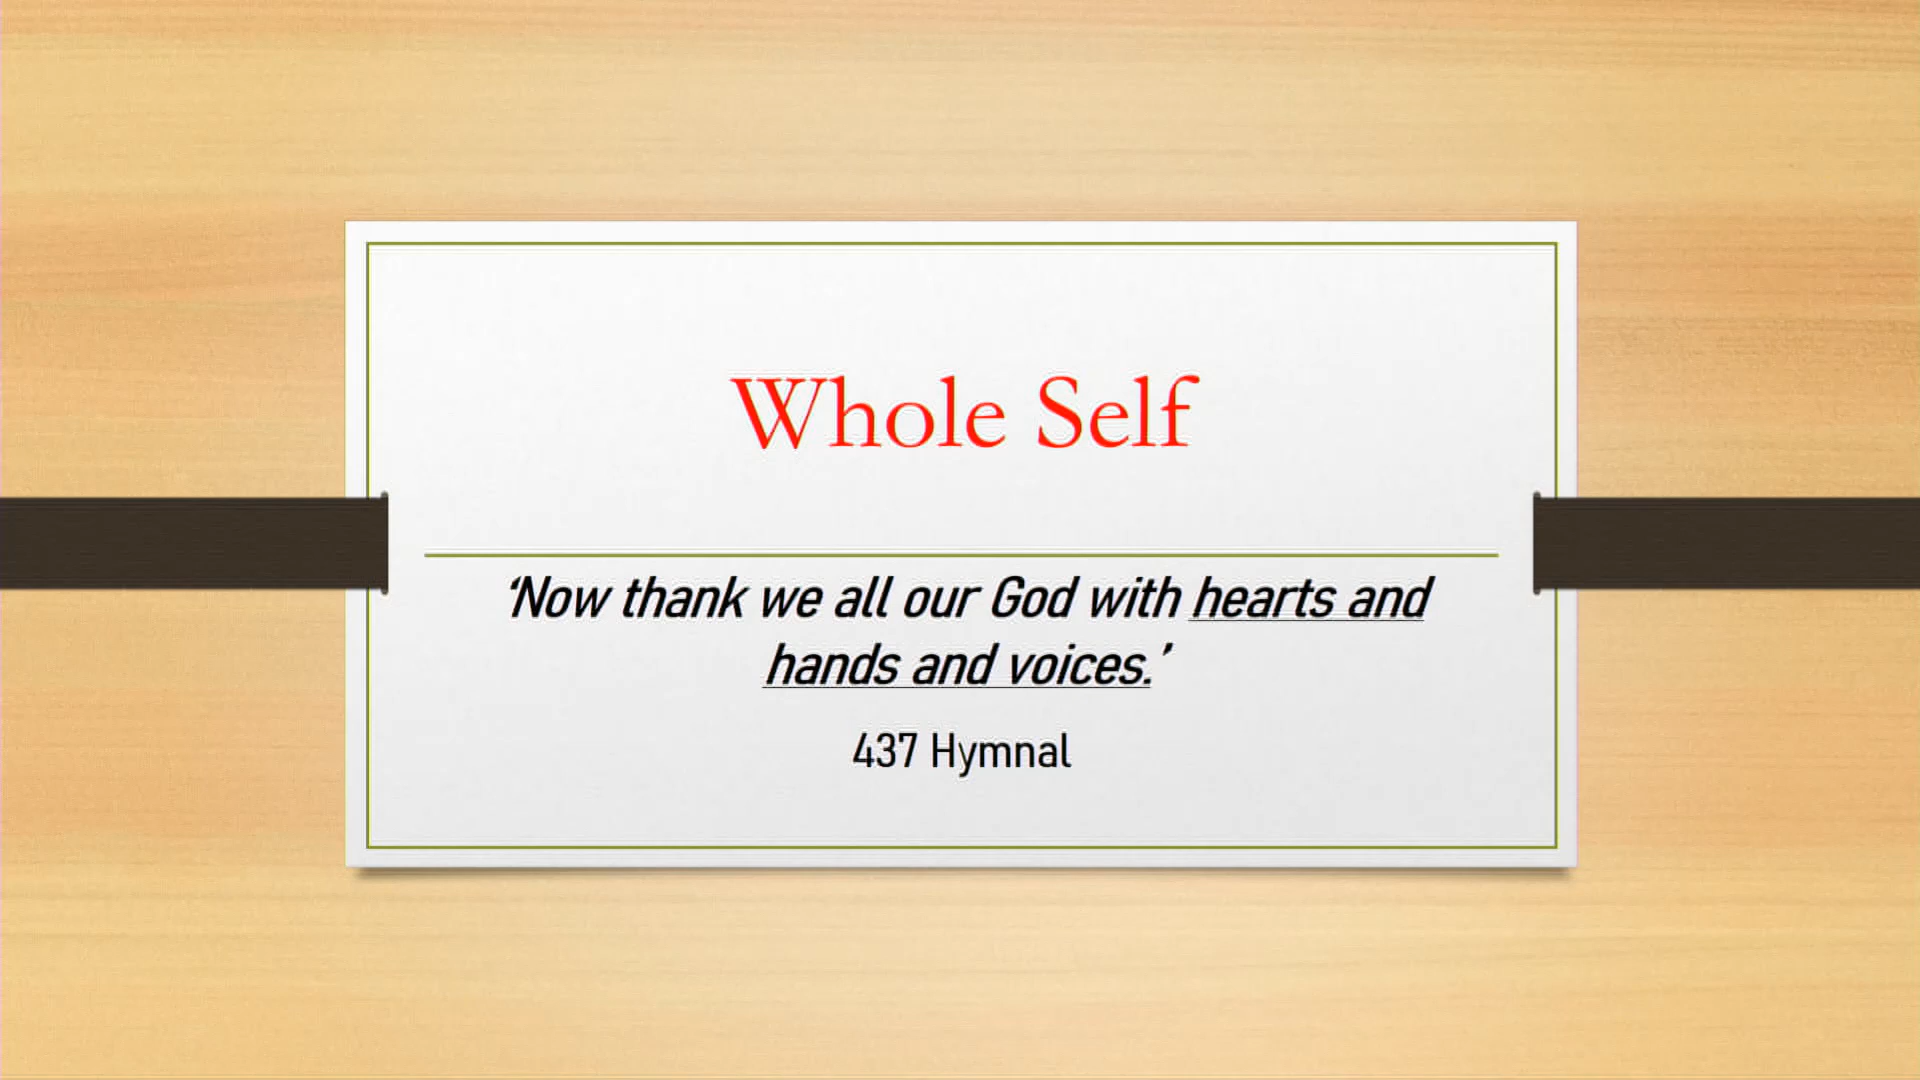 Whole Self
‘Now thank we all our God with hearts and
hands and voices.’
437 Hymnal